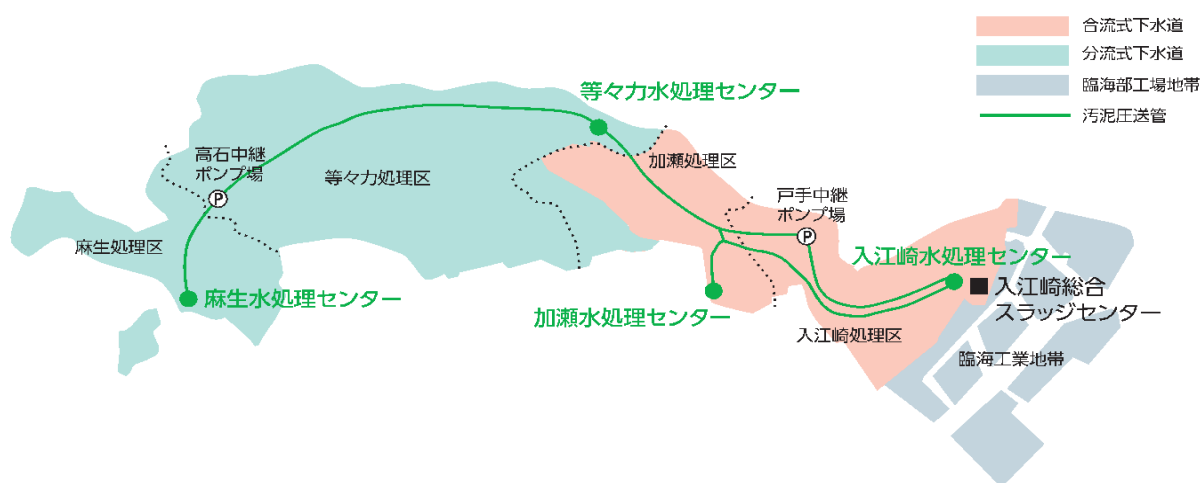 合流式下水道
分流式下水道
臨海部工場地帯
汚泥圧送管
等々力水処理センター
高石中継
ポンプ場
P
等々力処理区
加瀬処理区
戸手中継
ポンプ場
P
麻生処理区
麻生水処理センター
加瀬水処理センター
入江崎水処理センター
入江崎総合
スラッジセンター
入江崎処理区
臨海工業地帯